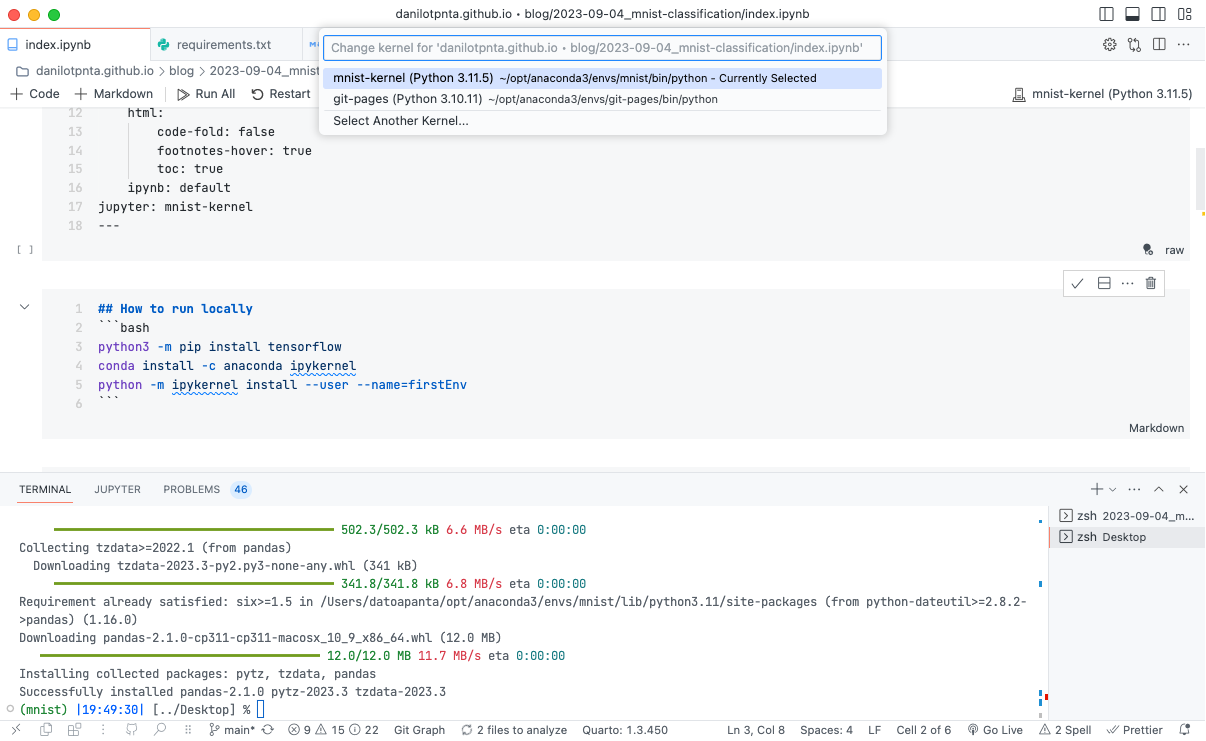 danilotpnta.github.io • blog/2023-09-04_mnist-classification/index.ipynb
index.ipynb
requirements.txt
Change kernel for 'danilotpnta.github.io • blog/2023-09-04_mnist-classification/index.ipynb'
danilotpnta.github.io > blog > 2023-09-04_mnist
mnist-kernel (Python 3.11.5) ~/opt/anaconda3/envs/mnist/bin/python - Currently Selected
git-pages (Python 3.10.11) ~/opt/anaconda3/envs/git-pages/bin/python
Select Another Kernel...
+ Code + Markdown Run All Restart mnist-kernel (Python 3.11.5)
12 html:
13 code-fold: false
14 footnotes-hover: true
15 toc: true
16 ipynb: default
17 jupyter: mnist-kernel
18 ---
[ ] raw
1 ## How to run locally
2 ```bash
3 python3 -m pip install tensorflow
4 conda install -c anaconda ipykernel
5 python -m ipykernel install --user --name=firstEnv
6 ```
Markdown
TERMINAL JUPYTER PROBLEMS 46
502.3/502.3 kB 6.6 MB/s eta 0:00:00
Collecting tzdata>=2022.1 (from pandas)
Downloading tzdata-2023.3-py2.py3-none-any.whl (341 kB)
341.8/341.8 kB 6.8 MB/s eta 0:00:00
Requirement already satisfied: six>=1.5 in /Users/datoapanta/opt/anaconda3/envs/mnist/lib/python3.11/site-packages (from python-dateutil>=2.8.2-
>pandas) (1.16.0)
Downloading pandas-2.1.0-cp311-cp311-macosx_10_9_x86_64.whl (12.0 MB)
12.0/12.0 MB 11.7 MB/s eta 0:00:00
Installing collected packages: pytz, tzdata, pandas
Successfully installed pandas-2.1.0 pytz-2023.3 tzdata-2023.3
(mnist) |19:49:30| [../Desktop] %
zsh 2023-09-04_m...
zsh Desktop
main* 9 15 22 Git Graph 2 files to analyze Quarto: 1.3.450 Ln 3, Col 8 Spaces: 4 LF Cell 2 of 6 Go Live 2 Spell Prettier